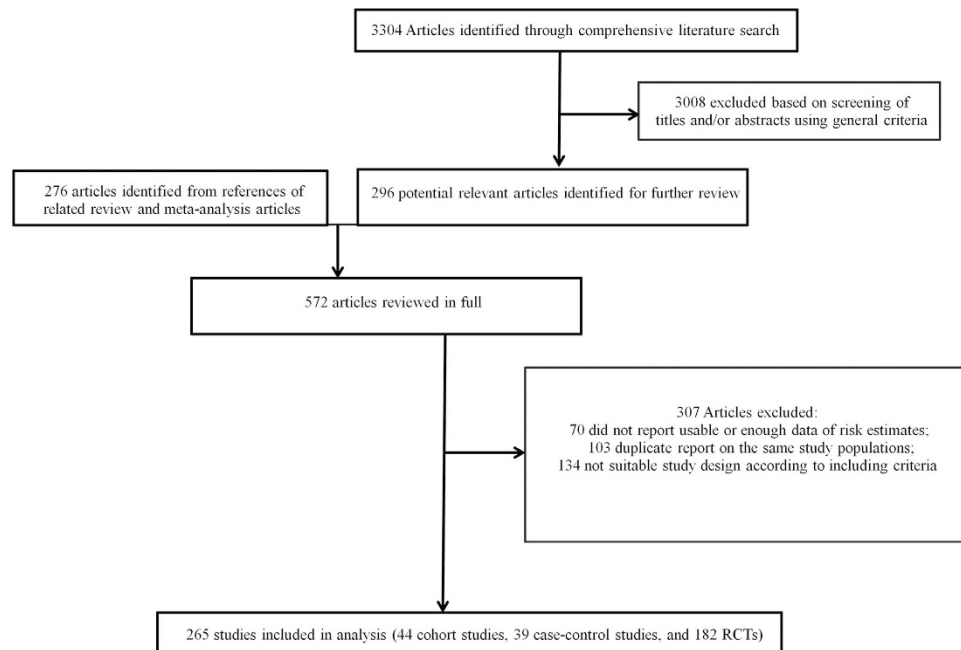 3304 Articles identified through comprehensive literature search
3008 excluded based on screening of
titles and/or abstracts using general criteria
276 articles identified from references of
related review and meta-analysis articles
296 potential relevant articles identified for further review
572 articles reviewed in full
307 Articles excluded:
70 did not report usable or enough data of risk estimates;
103 duplicate report on the same study populations;
134 not suitable study design according to including criteria
265 studies included in analysis (44 cohort studies, 39 case-control studies, and 182 RCTs)